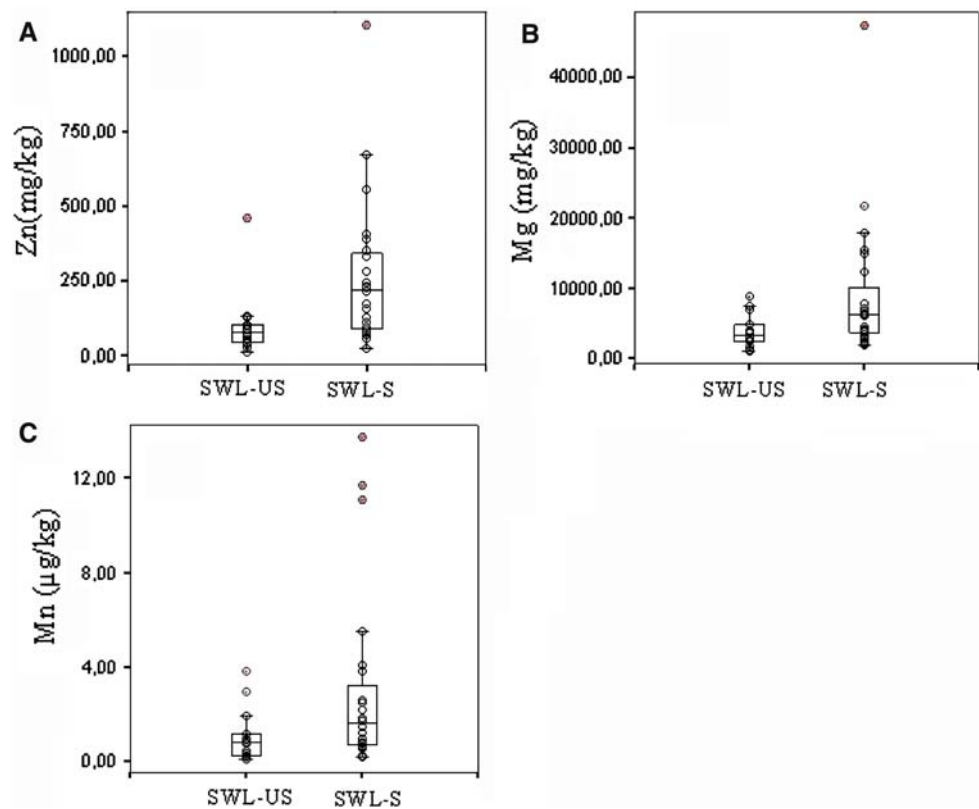 A
Zn(mg/kg)
1000,00
750,00
500,00
250,00
0,00
SWL-US SWL-S
B
Mg (mg/kg)
40000,00
30000,00
20000,00
10000,00
0,00
SWL-US SWL-S
C
Mn (µg/kg)
12,00
8,00
4,00
0,00
SWL-US SWL-S